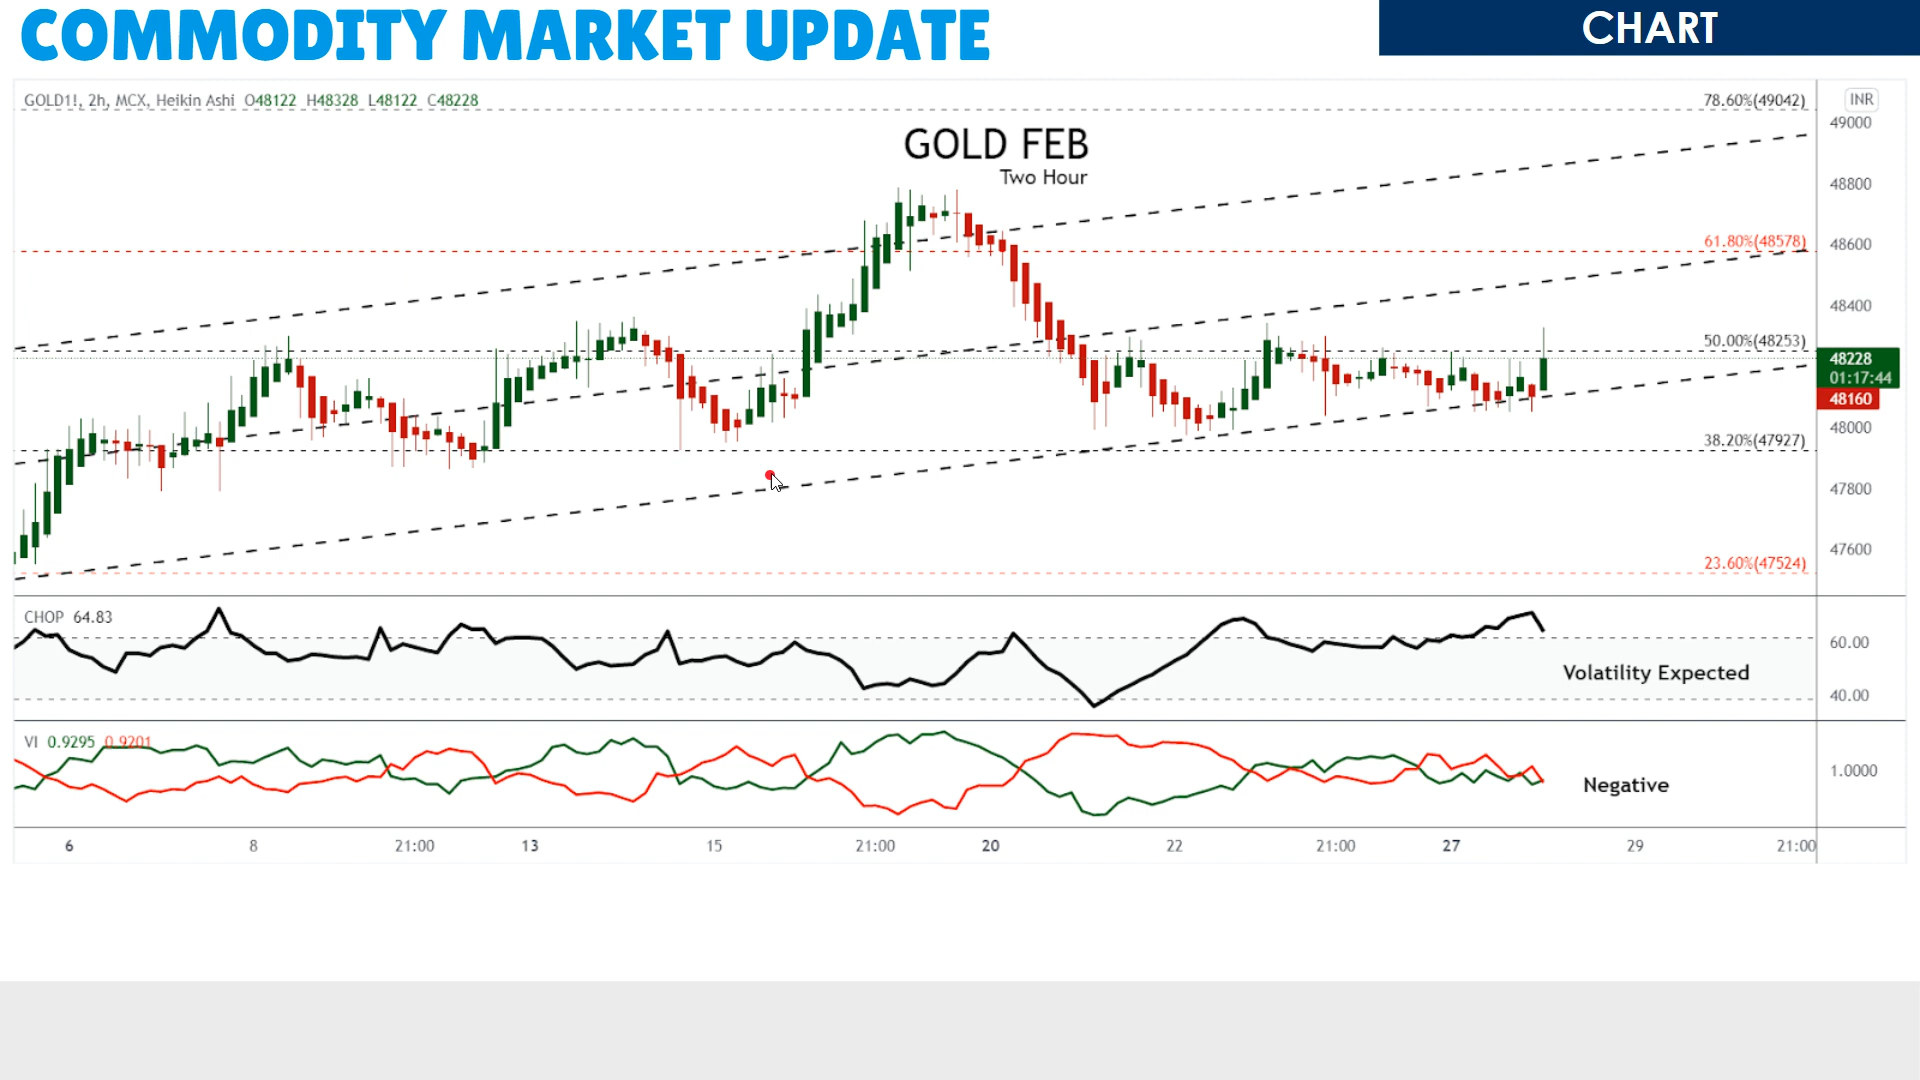 COMMODITY MARKET UPDATE
CHART
GOLD1!, 2h, MCX, Heikin Ashi O48122 H48328 L48122 C48228
78.60%(49042)
INR
49000
GOLD FEB
Two Hour
48800
61.80%(48578)
48600
48400
50.00%(48253)
48228
01:17:44
48160
48000
38.20%(47927)
47800
47600
23.60%(47524)
CHOP 64.83
60.00
Volatility Expected
40.00
VI 0.9295 0.9201
1.0000
Negative
6 8 21:00 13 15 21:00 20 22 21:00 27 29 21:00